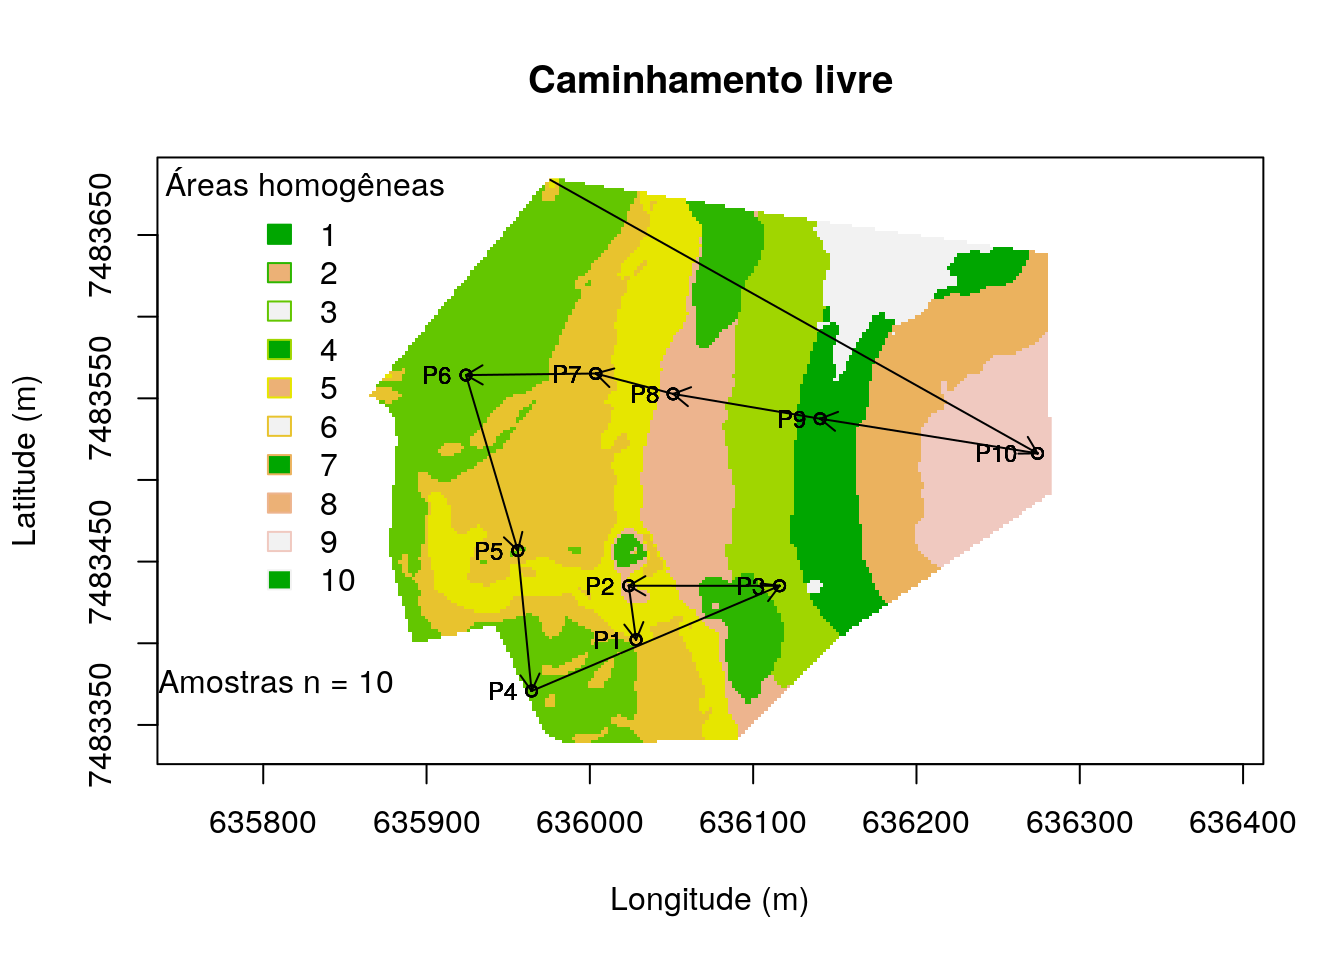 Caminhamento livre
Áreas homogêneas
1
2
3
4
5
6
7
8
9
10
Amostras n = 10
P6
P7
P8
P9
P10
P5
P2
P3
P1
P4
Latitude (m)
7483650
7483550
7483450
7483350
635800
635900
636000
636100
636200
636300
636400
Longitude (m)